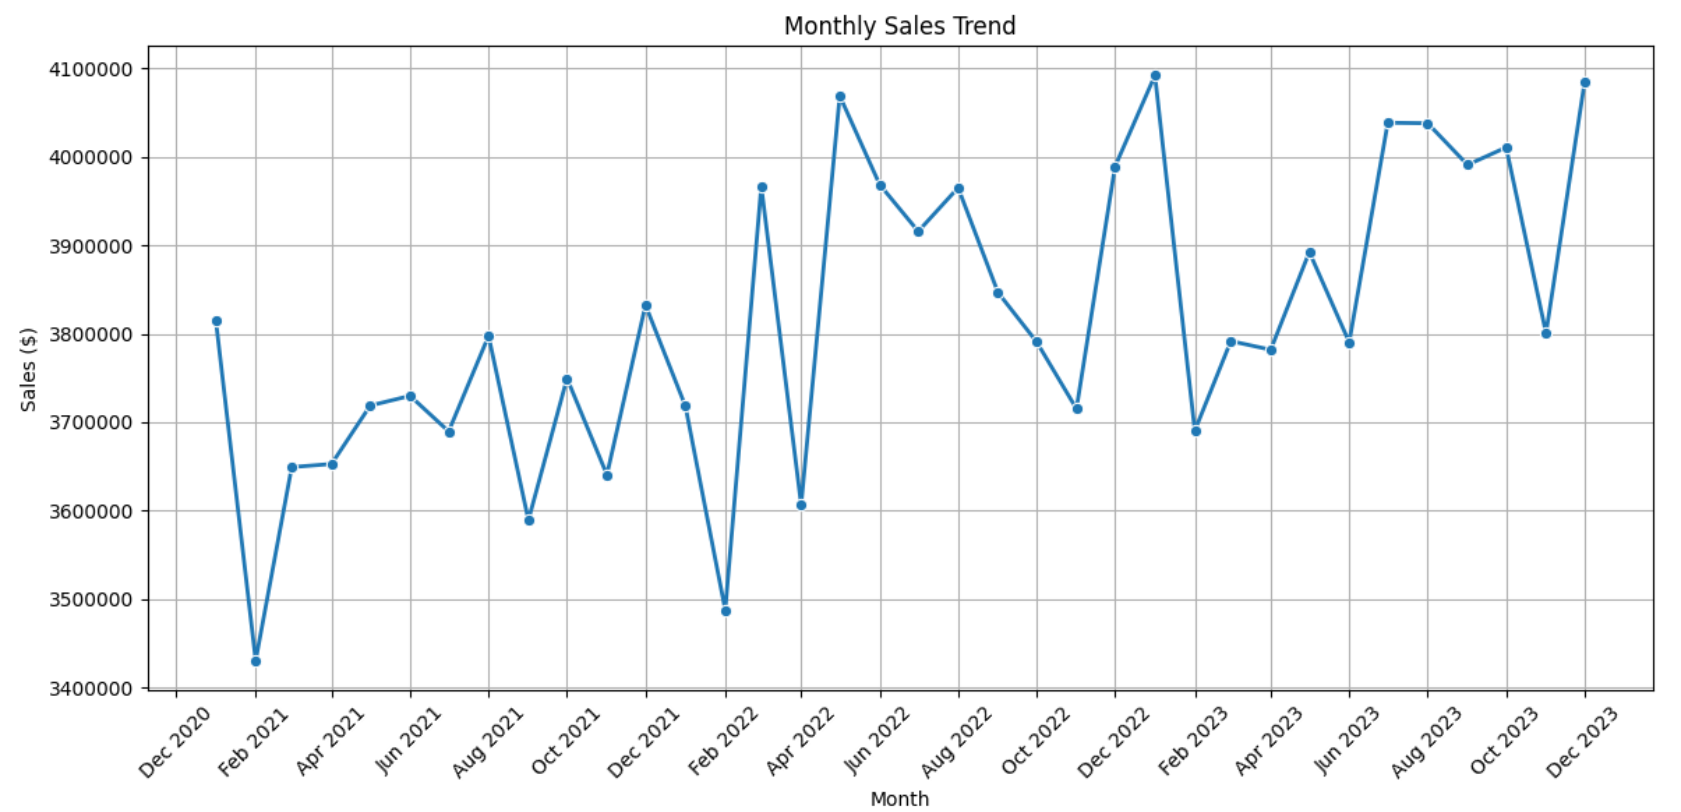 Monthly Sales Trend
4100000
4000000
3900000
3800000
3700000
3600000
3500000
3400000
Sales ($)
Dec 2020
Feb 2021
Apr 2021
Jun 2021
Aug 2021
Oct 2021
Dec 2021
Feb 2022
Apr 2022
Jun 2022
Aug 2022
Oct 2022
Dec 2022
Feb 2023
Apr 2023
Jun 2023
Aug 2023
Oct 2023
Dec 2023
Month